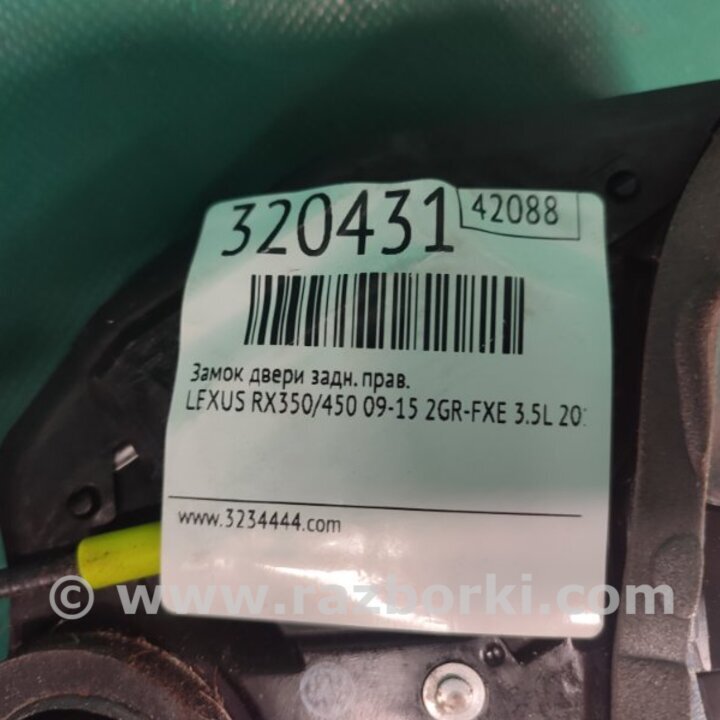 320431
42088
Замок двери задн. прав.
LEXUS RX350/450 09-15 2GR-FXE 3.5L
www.3234444.com
© www.razborki.com